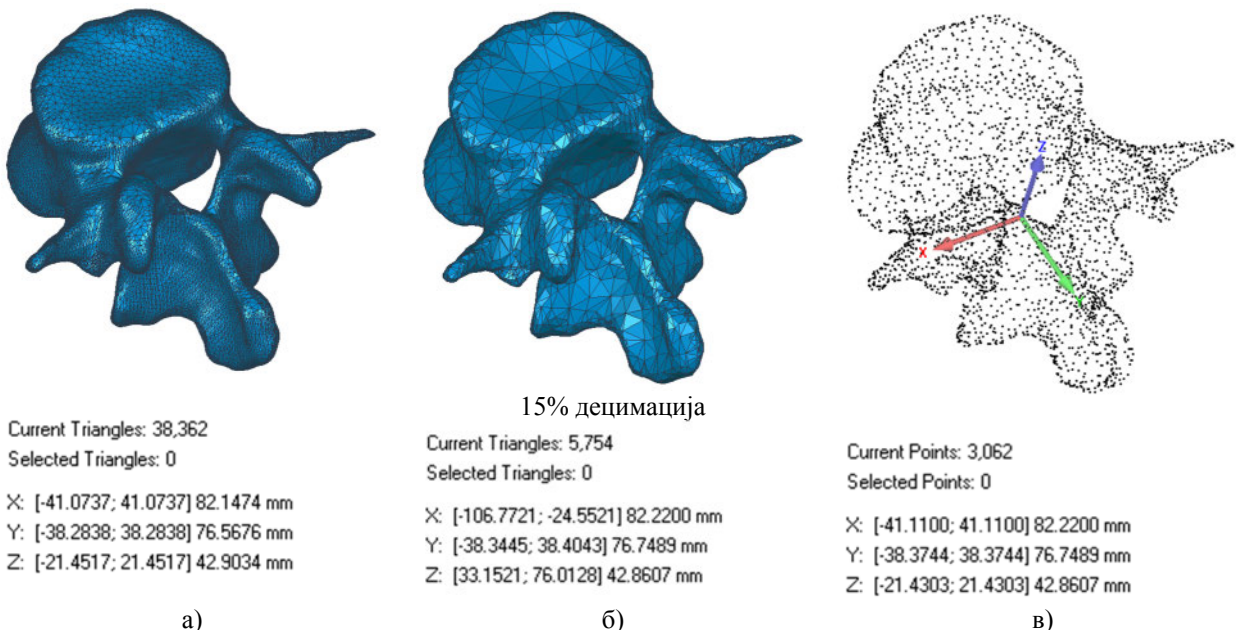 Z
X
Y
15% децимација
Current Triangles: 38,362
Selected Triangles: 0
X: [-41.0737; 41.0737] 82.1474 mm
Y: [-38.2838; 38.2838] 76.5676 mm
Z: [-21.4517; 21.4517] 42.9034 mm
а)
Current Triangles: 5,754
Selected Triangles: 0
X: [-106.7721; -24.5521] 82.2200 mm
Y: [-38.3445; 38.4043] 76.7489 mm
Z: [33.1521; 76.0128] 42.8607 mm
б)
Current Points: 3,062
Selected Points: 0
X: [-41.1100; 41.1100] 82.2200 mm
Y: [-38.3744; 38.3744] 76.7489 mm
Z: [-21.4303; 21.4303] 42.8607 mm
в)